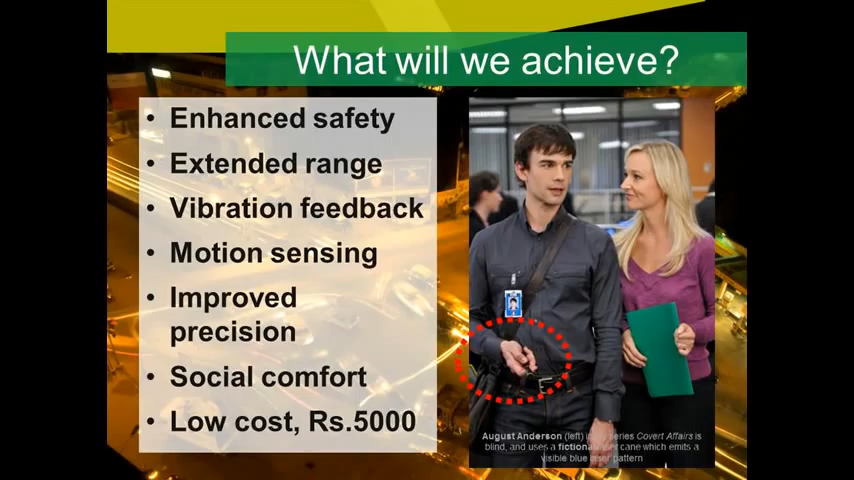 What will we achieve?
• Enhanced safety
• Extended range
• Vibration feedback
• Motion sensing
• Improved
precision
• Social comfort
• Low cost, Rs.5000
August Anderson (left) series Covert Affairs is
blind, and uses a fictional cane which emits a
visible blue laser pattern